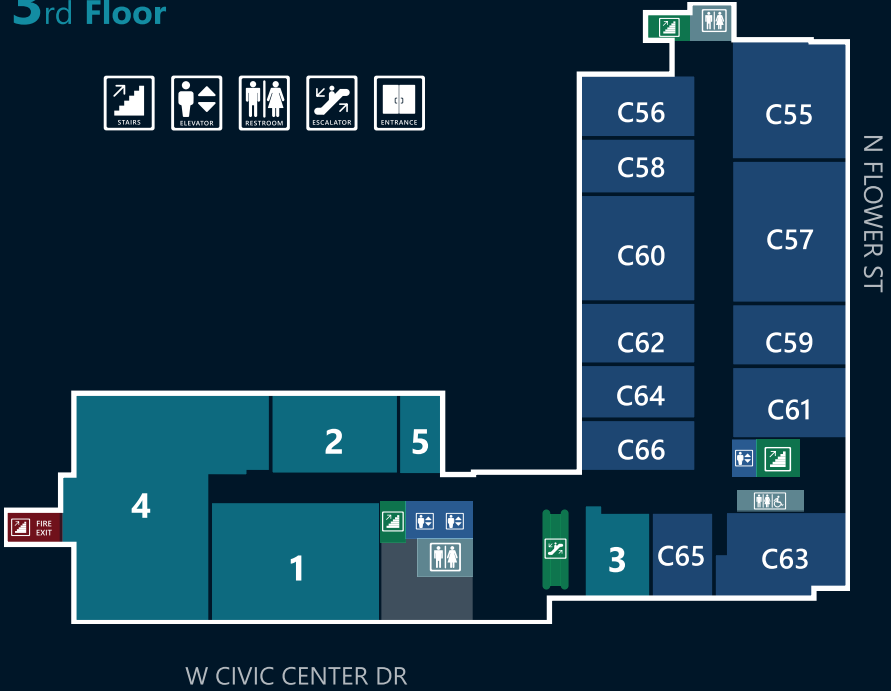 3rd Floor
STAIRS
ELEVATOR
RESTROOM
ESCALATOR
ENTRANCE
C56
C55
C58
C60
C57
C62
C59
C64
C61
C66
N FLOWER ST
2
5
4
1
3
C65
C63
FIRE
EXIT
W CIVIC CENTER DR